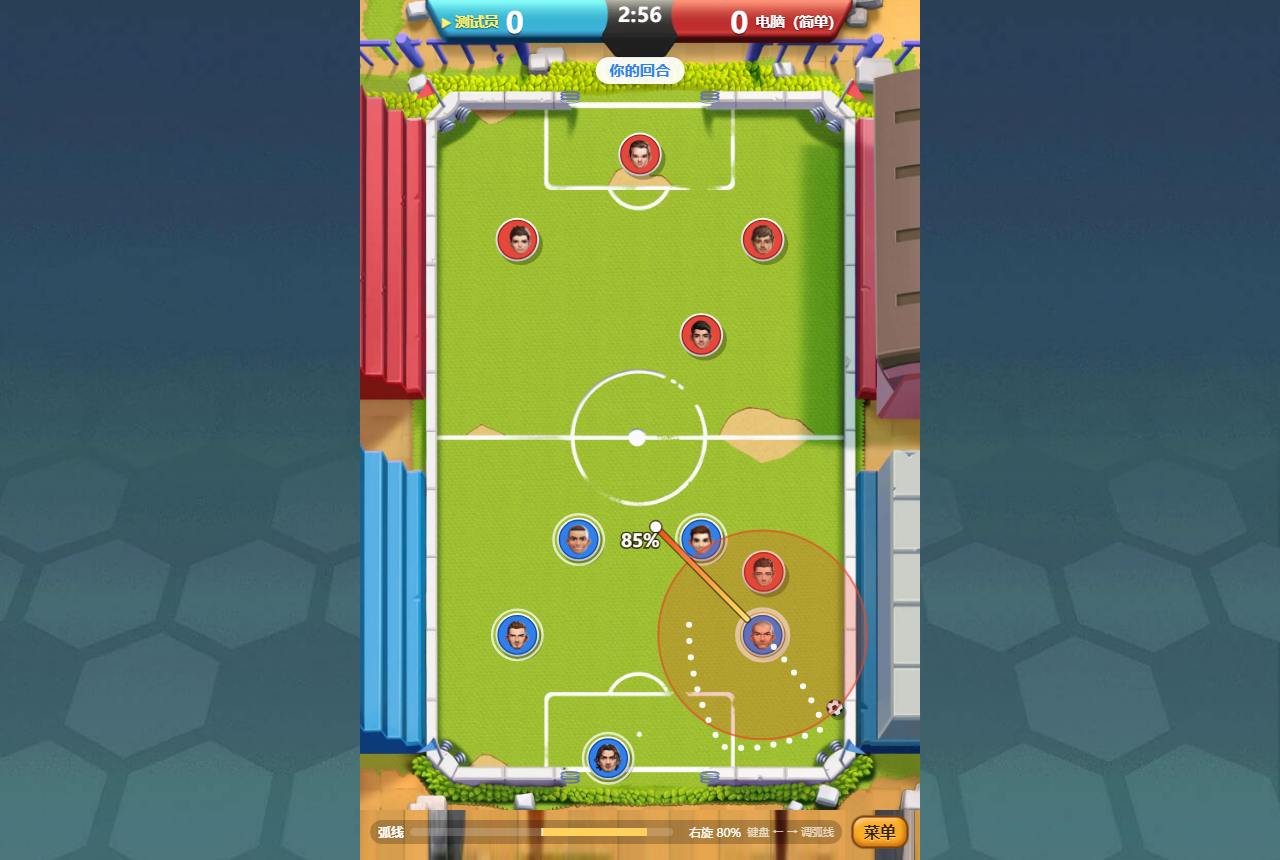 ▶测试员 0
2:56
0 电脑 (简单)
你的回合
85%
弧线
右旋 80% 键盘 ← → 调弧线
菜单